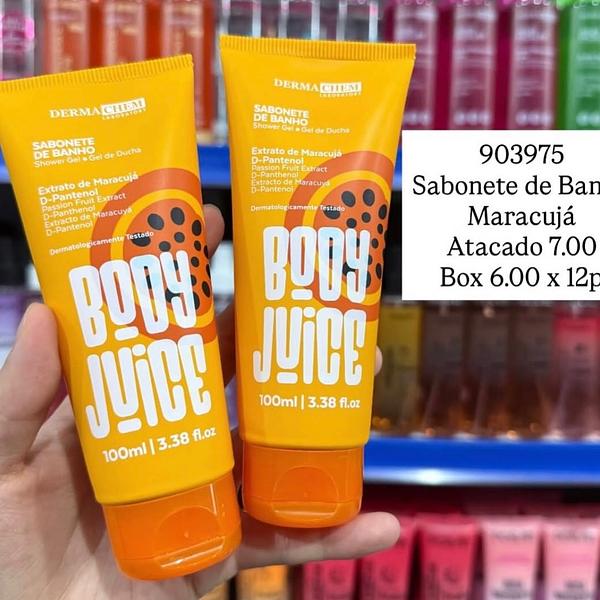 DERMACHEM
LABORATORY
SABONETE
DE BANHO
Shower Gel • Gel de Ducha
Extrato de Maracujá
D-Pantenol
Passion Fruit Extract
D-Panthenol
Extracto de Maracuyá
D-Pantenol
Dermatologicamente Testado
BODY
JUICE
100ml | 3.38 fl.oz
DERMACHEM
LABORATORY
SABONETE
DE BANHO
Shower Gel • Gel de Ducha
Extrato de Maracujá
D-Pantenol
Passion Fruit Extract
D-Panthenol
Extracto de Maracuyá
D-Pantenol
Dermatologicamente Testado
BODY
JUICE
100ml | 3.38 fl.oz
903975
Sabonete de Ban
Maracujá
Atacado 7.00
Box 6.00 x 12p